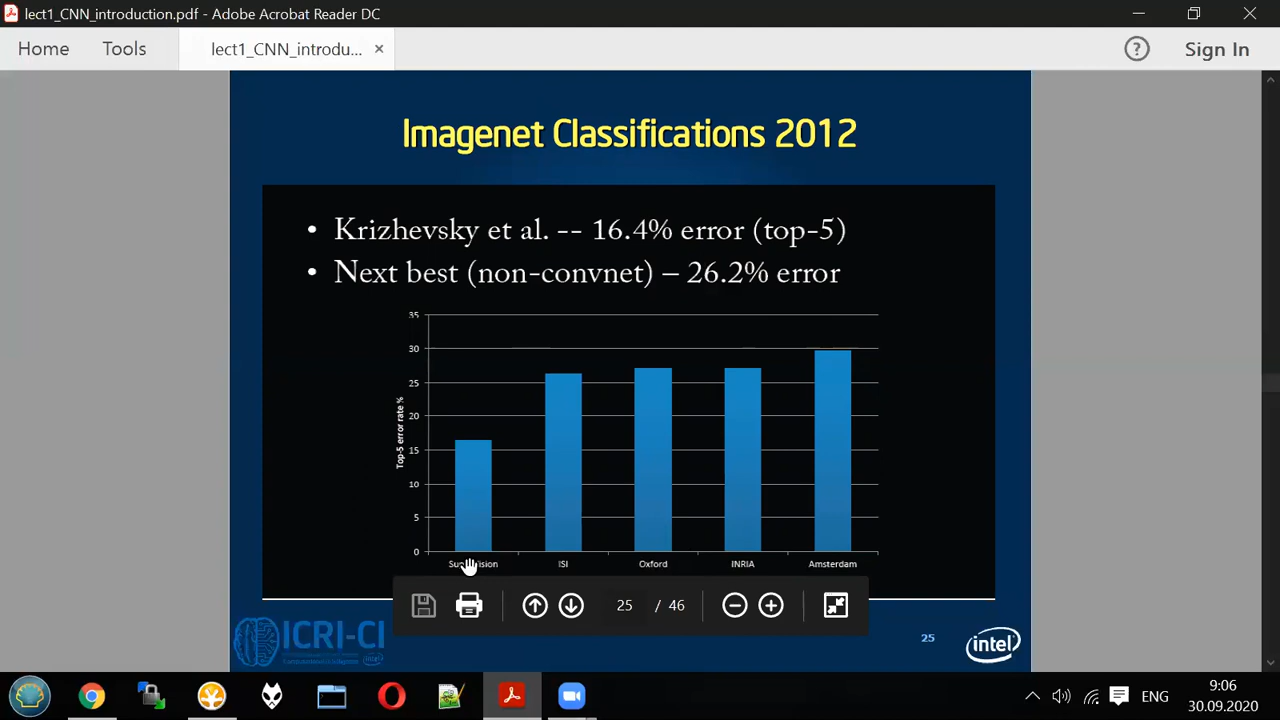 lect1_CNN_introduction.pdf - Adobe Acrobat Reader DC
Home Tools lect1_CNN_introdu... Sign In
Imagenet Classifications 2012
• Krizhevsky et al. -- 16.4% error (top-5)
• Next best (non-convnet) – 26.2% error
35
30
25
20
15
10
5
0
Top-5 error rate %
ISI Oxford INRIA Amsterdam
25 / 46
ICRI-CI
25
intel
ENG
9:06
30.09.2020